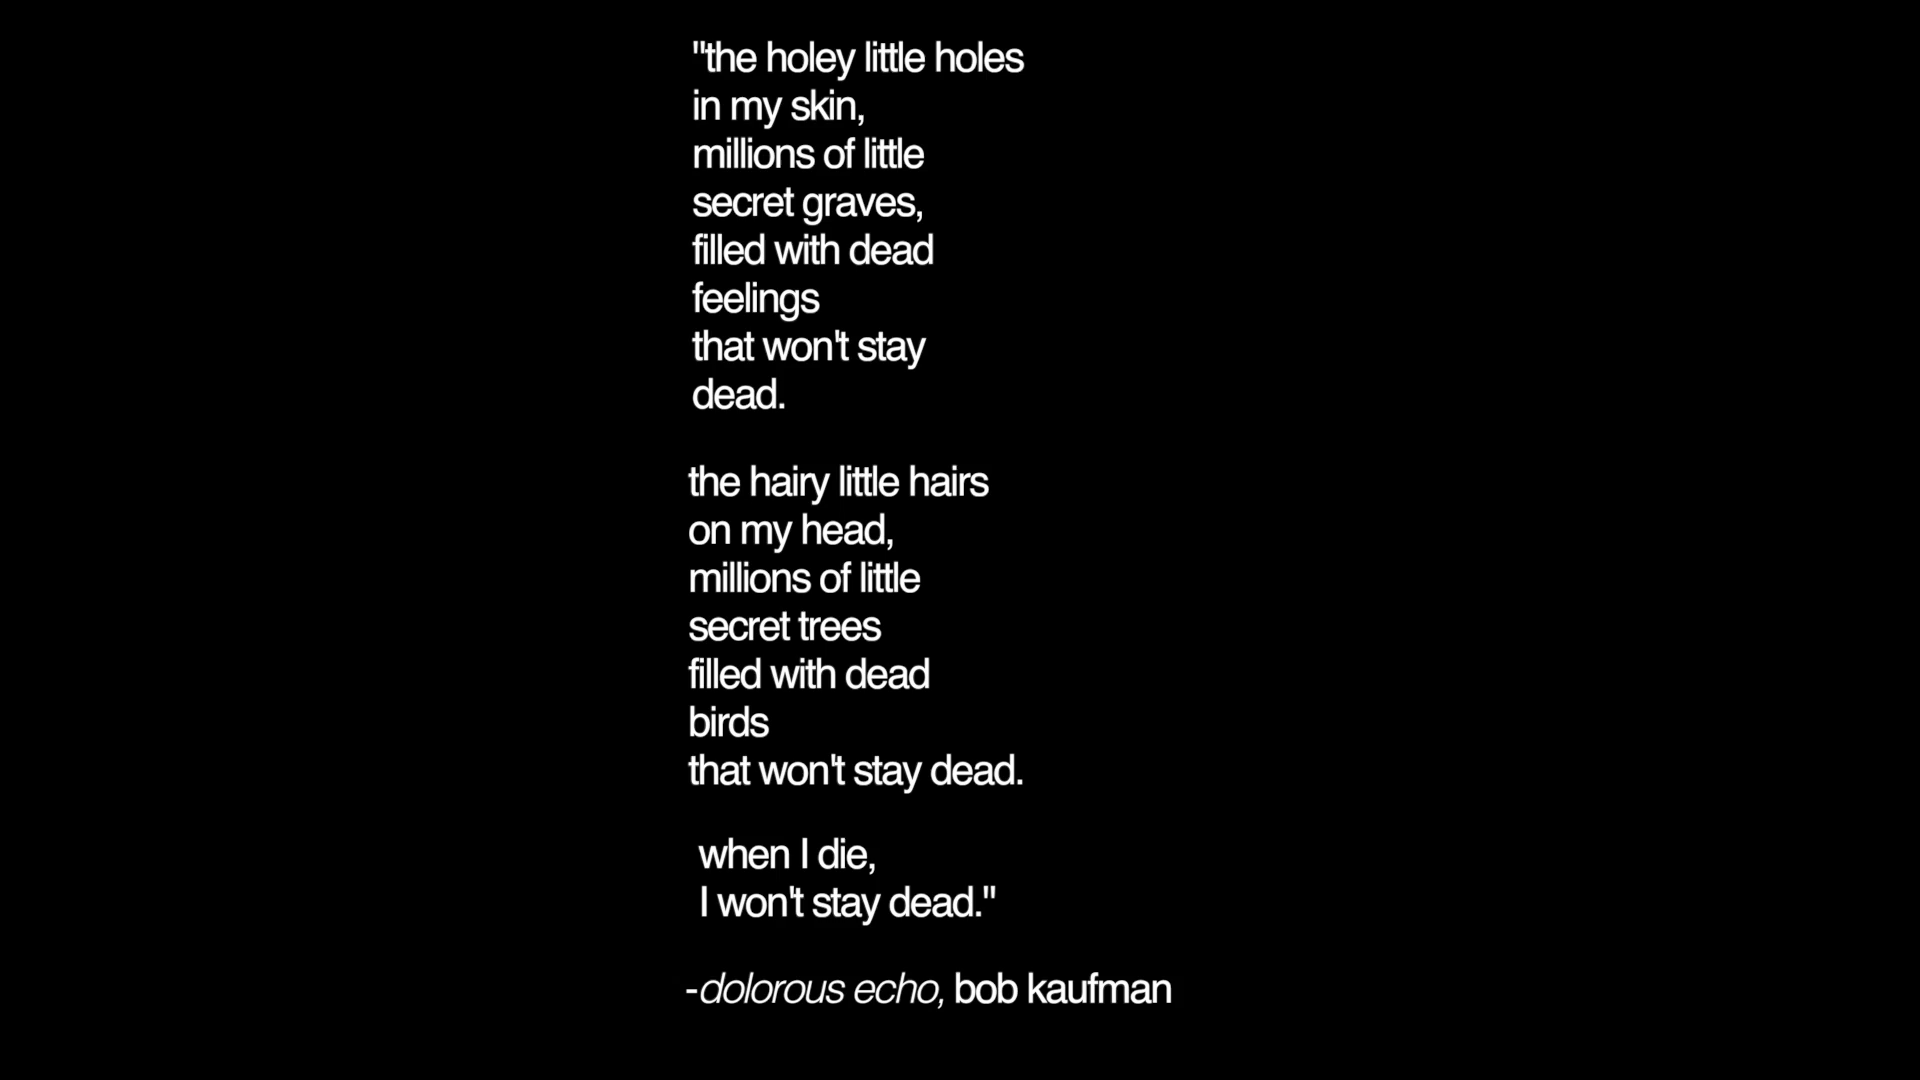 "the holey little holes
in my skin,
millions of little
secret graves,
filled with dead
feelings
that won't stay
dead.
the hairy little hairs
on my head,
millions of little
secret trees
filled with dead
birds
that won't stay dead.
when I die,
I won't stay dead."
-dolorous echo, bob kaufman